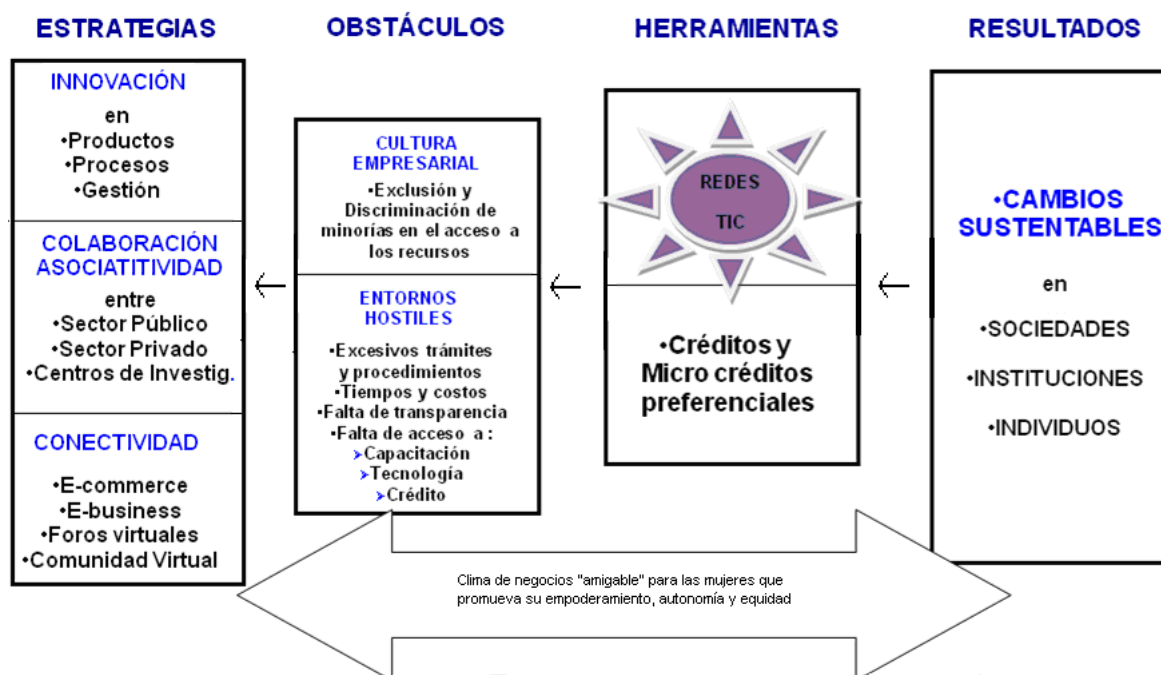 ESTRATEGIAS
INNOVACIÓN
en
•Productos
•Procesos
•Gestión
COLABORACIÓN
ASOCIATITIVIDAD
entre
•Sector Público
•Sector Privado
•Centros de Investig.
CONECTIVIDAD
•E-commerce
•E-business
•Foros virtuales
•Comunidad Virtual
OBSTÁCULOS
CULTURA
EMPRESARIAL
•Exclusión y
Discriminación de
minorías en el acceso a
los recursos
ENTORNOS
HOSTILES
•Excesivos trámites
y procedimientos
•Tiempos y costos
•Falta de transparencia
•Falta de acceso a :
➢Capacitación
➢Tecnología
➢Crédito
HERRAMIENTAS
REDES
TIC
•Créditos y
Micro créditos
preferenciales
RESULTADOS
•CAMBIOS
SUSTENTABLES
en
•SOCIEDADES
•INSTITUCIONES
•INDIVIDUOS
Clima de negocios "amigable" para las mujeres que
promueva su empoderamiento, autonomía y equidad